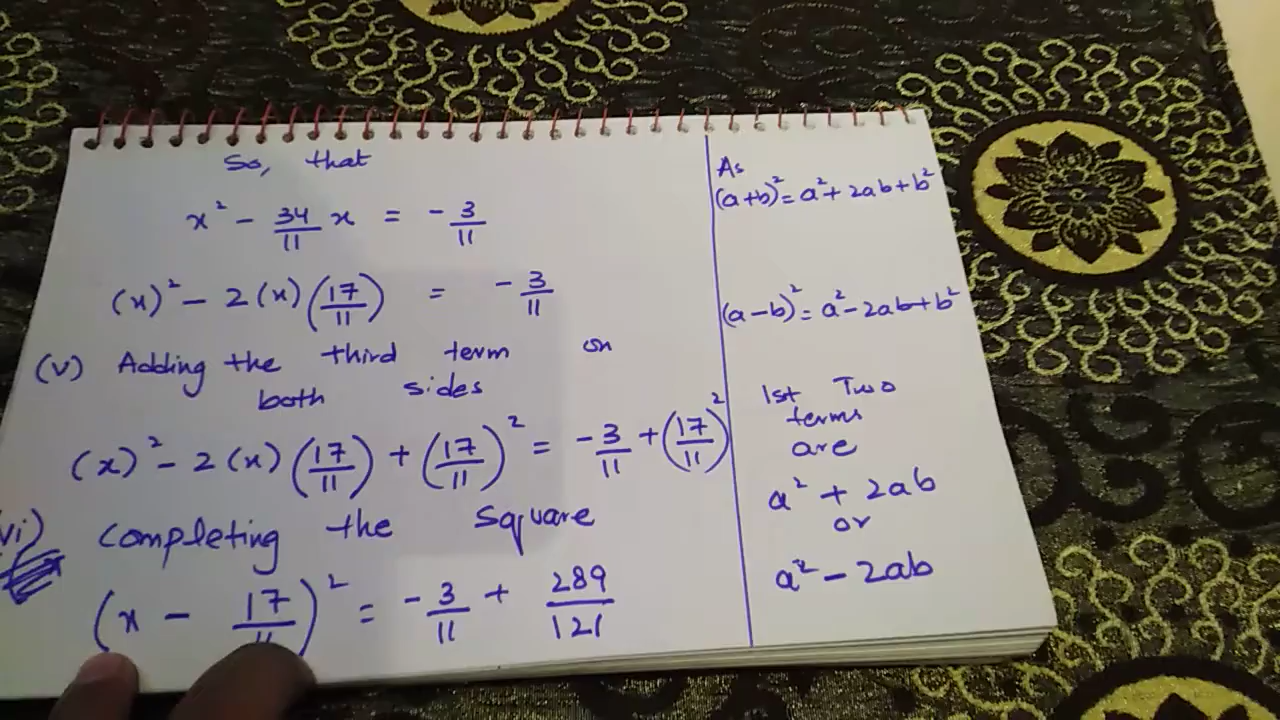 So, that
x² - 34/11 x = - 3/11
(x)² - 2(x)(17/11) = - 3/11
(v) Adding the third term on
both sides
(x)² - 2(x)(17/11) + (17/11)² = - 3/11 + (17/11)²
vi) Completing the Square
(x - 17/11)² = - 3/11 + 289/121
As
(a+b)² = a² + 2ab + b²
(a-b)² = a² - 2ab + b²
1st Two
terms
are
a² + 2ab
or
a² - 2ab